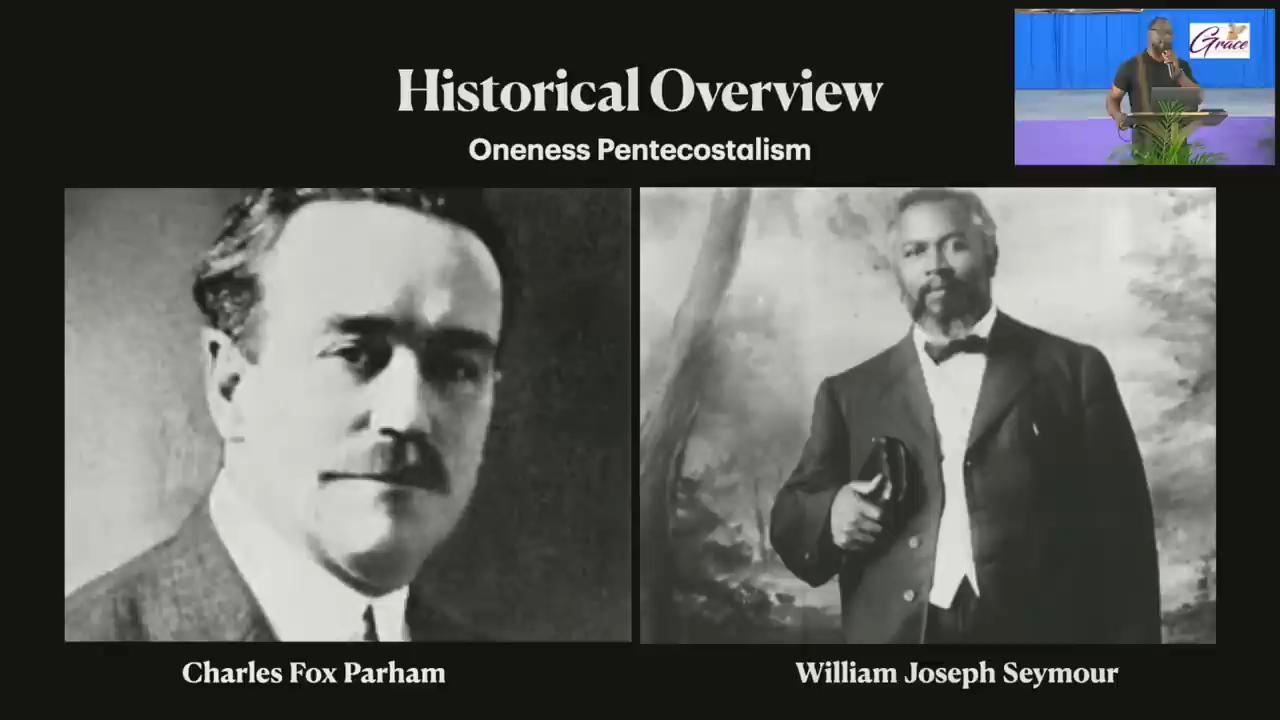 Historical Overview
Oneness Pentecostalism
Grace
Charles Fox Parham
William Joseph Seymour